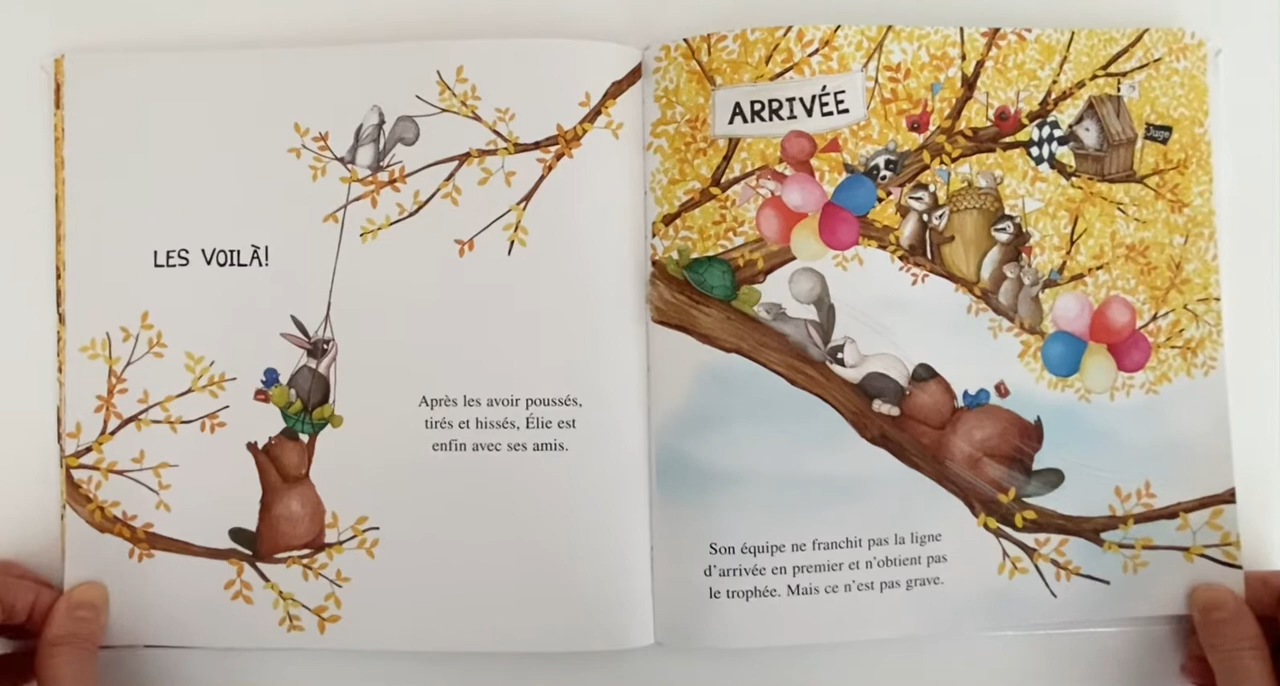 LES VOILÀ!
Après les avoir poussés,
tirés et hissés, Élie est
enfin avec ses amis.
ARRIVÉE
Juge
Son équipe ne franchit pas la ligne
d'arrivée en premier et n'obtient pas
le trophée. Mais ce n'est pas grave.